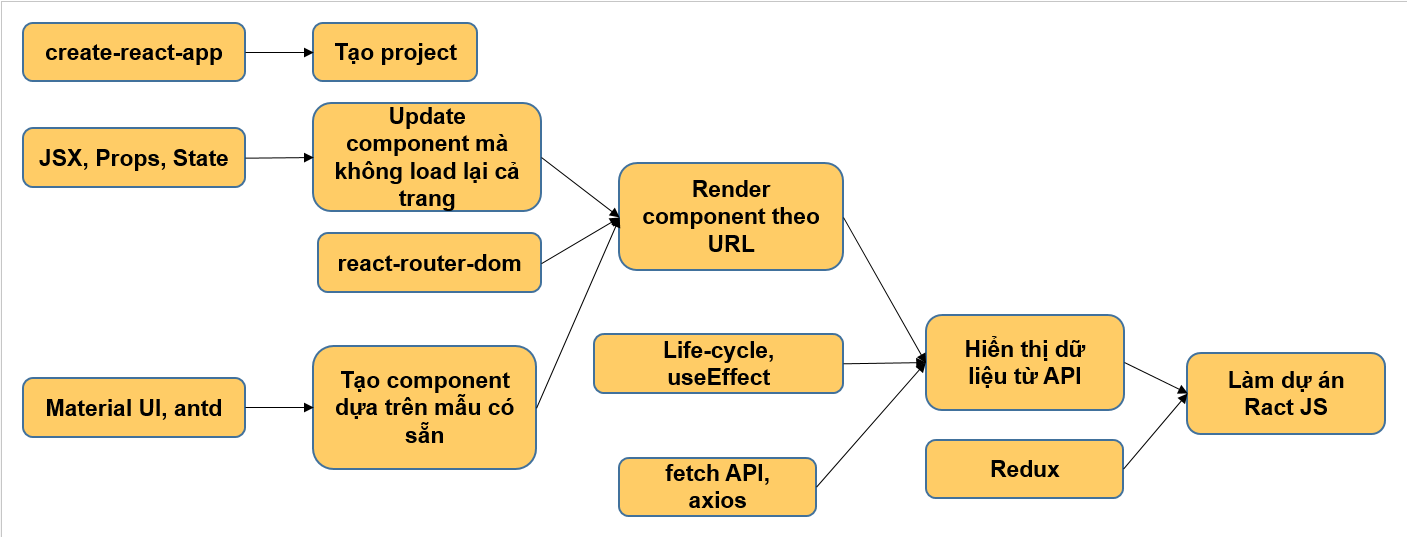 create-react-app
Tạo project
JSX, Props, State
Update
component mà
không load lại cả
trang
react-router-dom
Material UI, antd
Tạo component
dựa trên mẫu có
sẵn
Render
component theo
URL
Life-cycle,
useEffect
fetch API,
axios
Hiển thị dữ
liệu từ API
Redux
Làm dự án
Ract JS